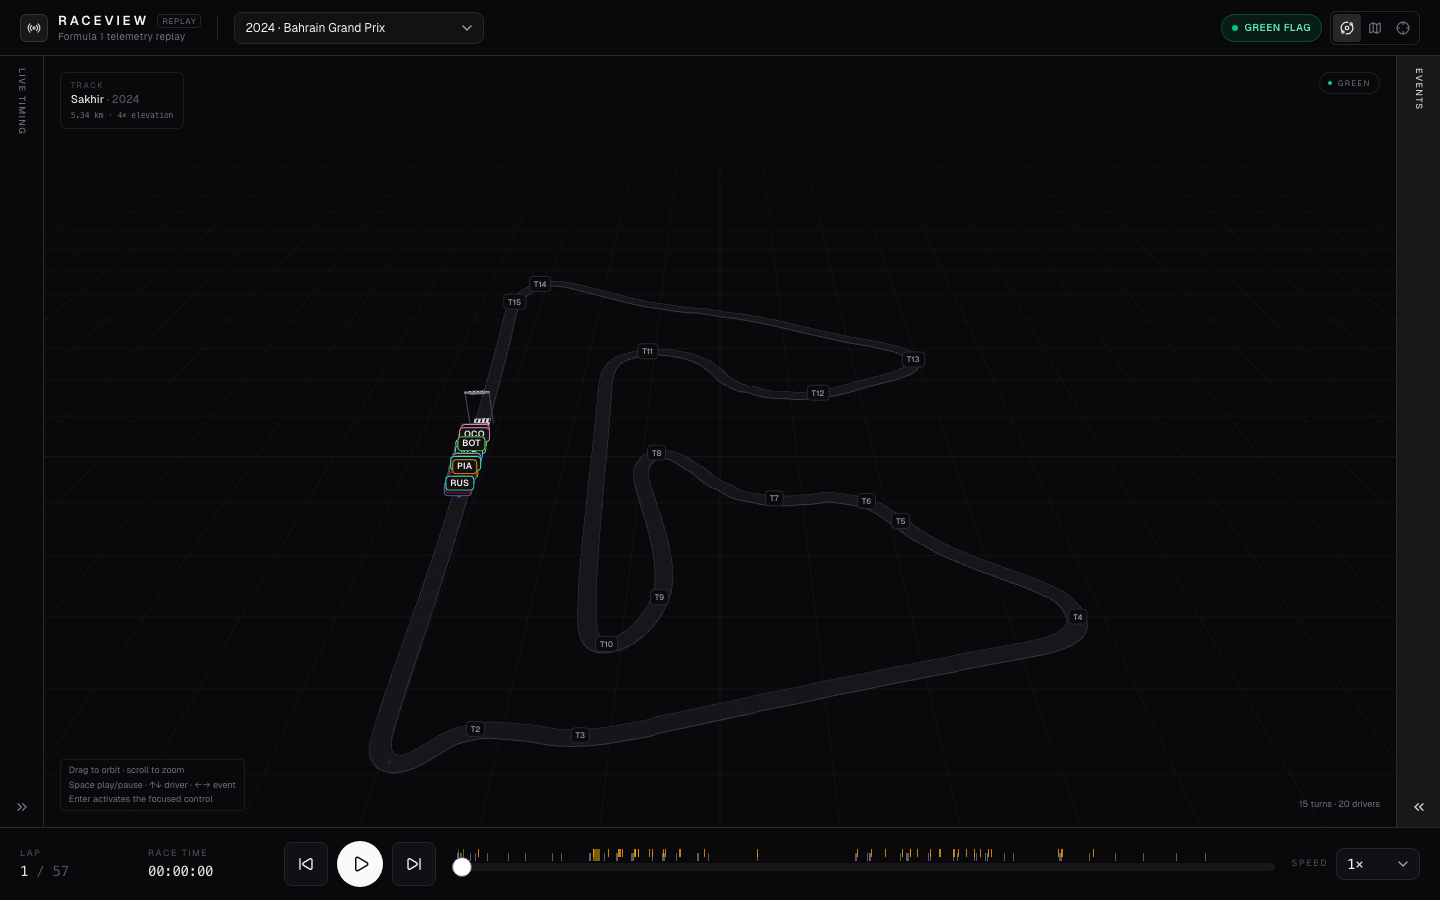 RACEVIEW REPLAY
Formula 1 telemetry replay
2024 · Bahrain Grand Prix
GREEN FLAG
LIVE TIMING
TRACK
Sakhir · 2024
5.34 km · 4× elevation
GREEN
EVENTS
T14
T15
T11
T13
T12
OCO
BOT
PIA
RUS
T8
T7
T6
T5
T9
T4
T10
T2
T3
Drag to orbit · scroll to zoom
Space play/pause · ↑↓ driver · ←→ event
Enter activates the focused control
15 turns · 20 drivers
LAP
1 / 57
RACE TIME
00:00:00
SPEED
1×